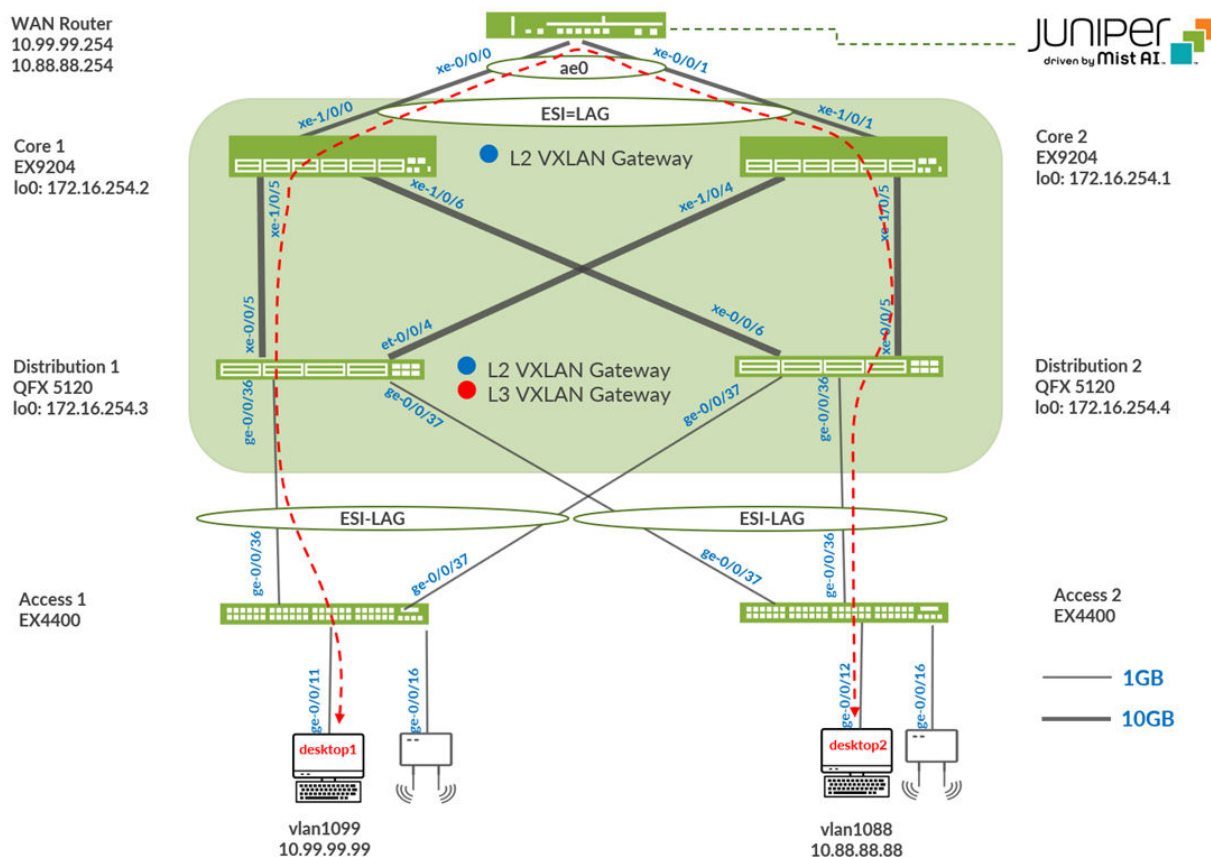 WAN Router
10.99.99.254
10.88.88.254
xe-0/0/0
xe-0/0/1
ae0
JUNIPER
driven by Mist AI™
xe-1/0/0
ESI=LAG
xe-1/0/1
Core 1
EX9204
lo0: 172.16.254.2
L2 VXLAN Gateway
Core 2
EX9204
lo0: 172.16.254.1
xe-1/0/5
xe-1/0/6
xe-1/0/4
xe-1/0/5
xe-0/0/5
et-0/0/4
xe-0/0/6
xe-0/0/5
Distribution 1
QFX 5120
lo0: 172.16.254.3
L2 VXLAN Gateway
L3 VXLAN Gateway
Distribution 2
QFX 5120
lo0: 172.16.254.4
ge-0/0/36
ge-0/0/37
ge-0/0/37
ge-0/0/36
ESI-LAG
ESI-LAG
ge-0/0/36
ge-0/0/37
ge-0/0/37
ge-0/0/36
Access 1
EX4400
Access 2
EX4400
ge-0/0/11
ge-0/0/16
ge-0/0/12
ge-0/0/16
1GB
10GB
desktop1
desktop2
vlan1099
10.99.99.99
vlan1088
10.88.88.88